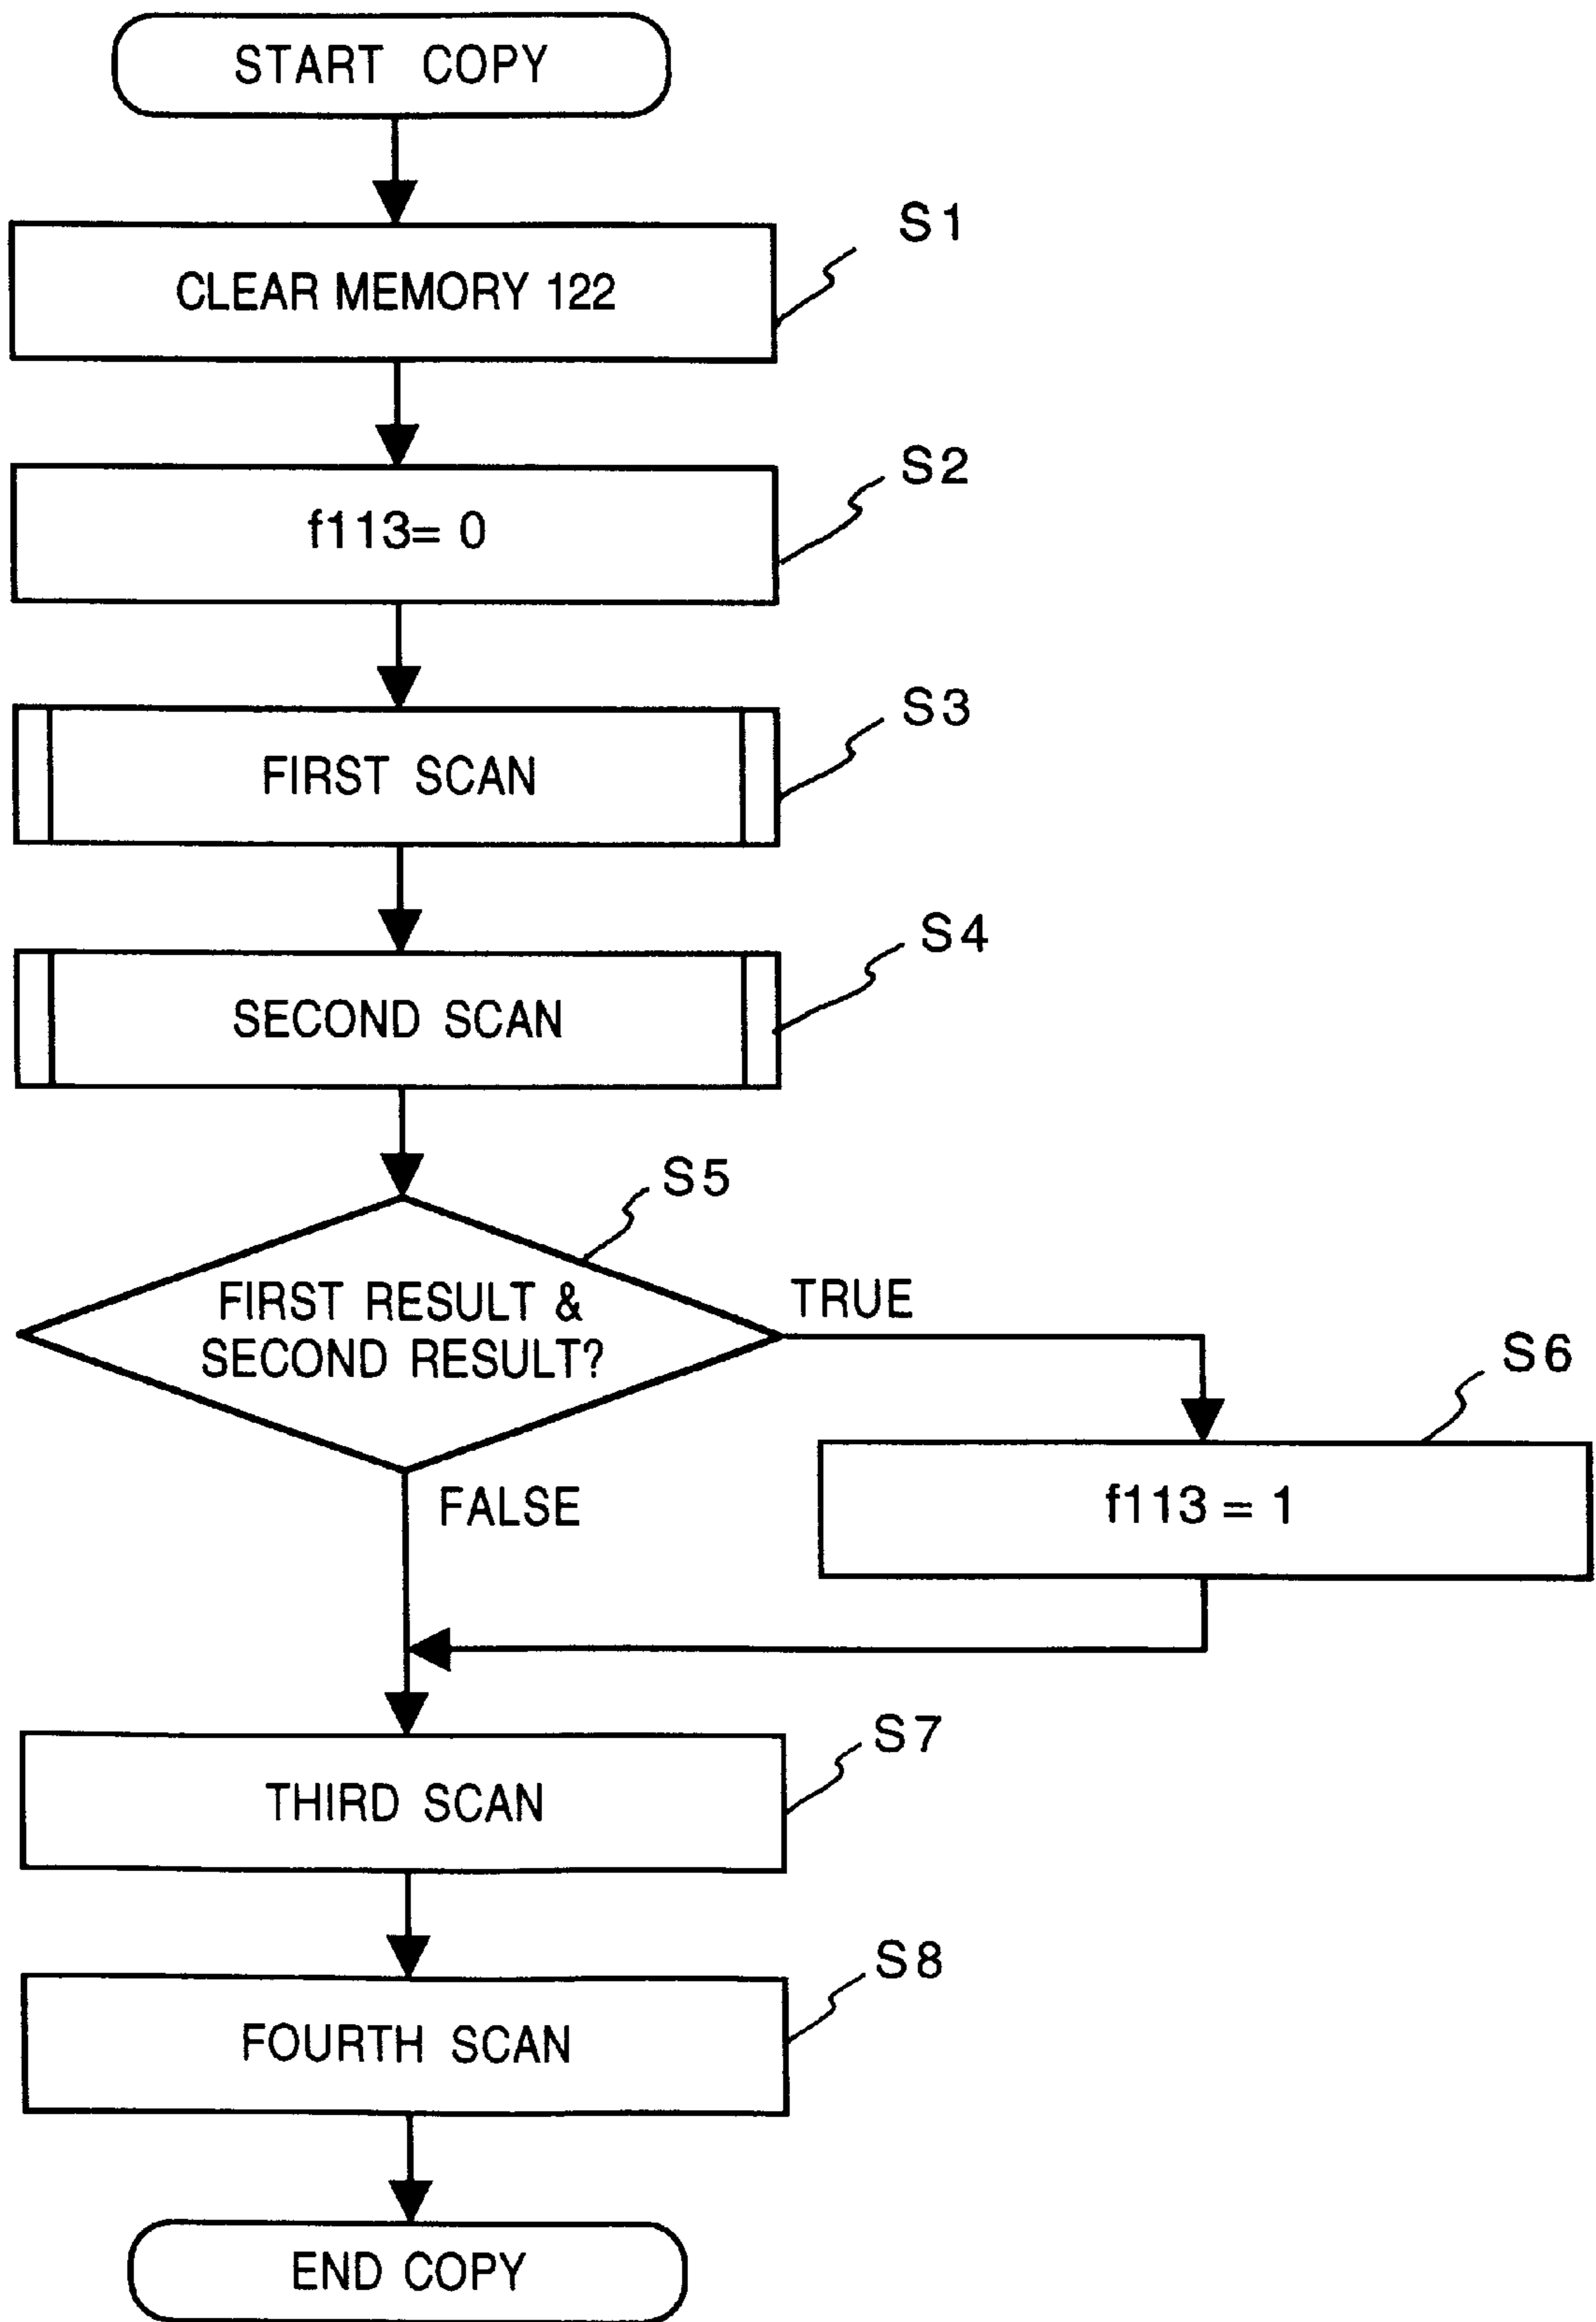 START COPY
S1
CLEAR MEMORY 122
S2
f113= 0
S3
FIRST SCAN
S4
SECOND SCAN
S5
FIRST RESULT &
SECOND RESULT?
TRUE
S6
f113 = 1
FALSE
S7
THIRD SCAN
S8
FOURTH SCAN
END COPY